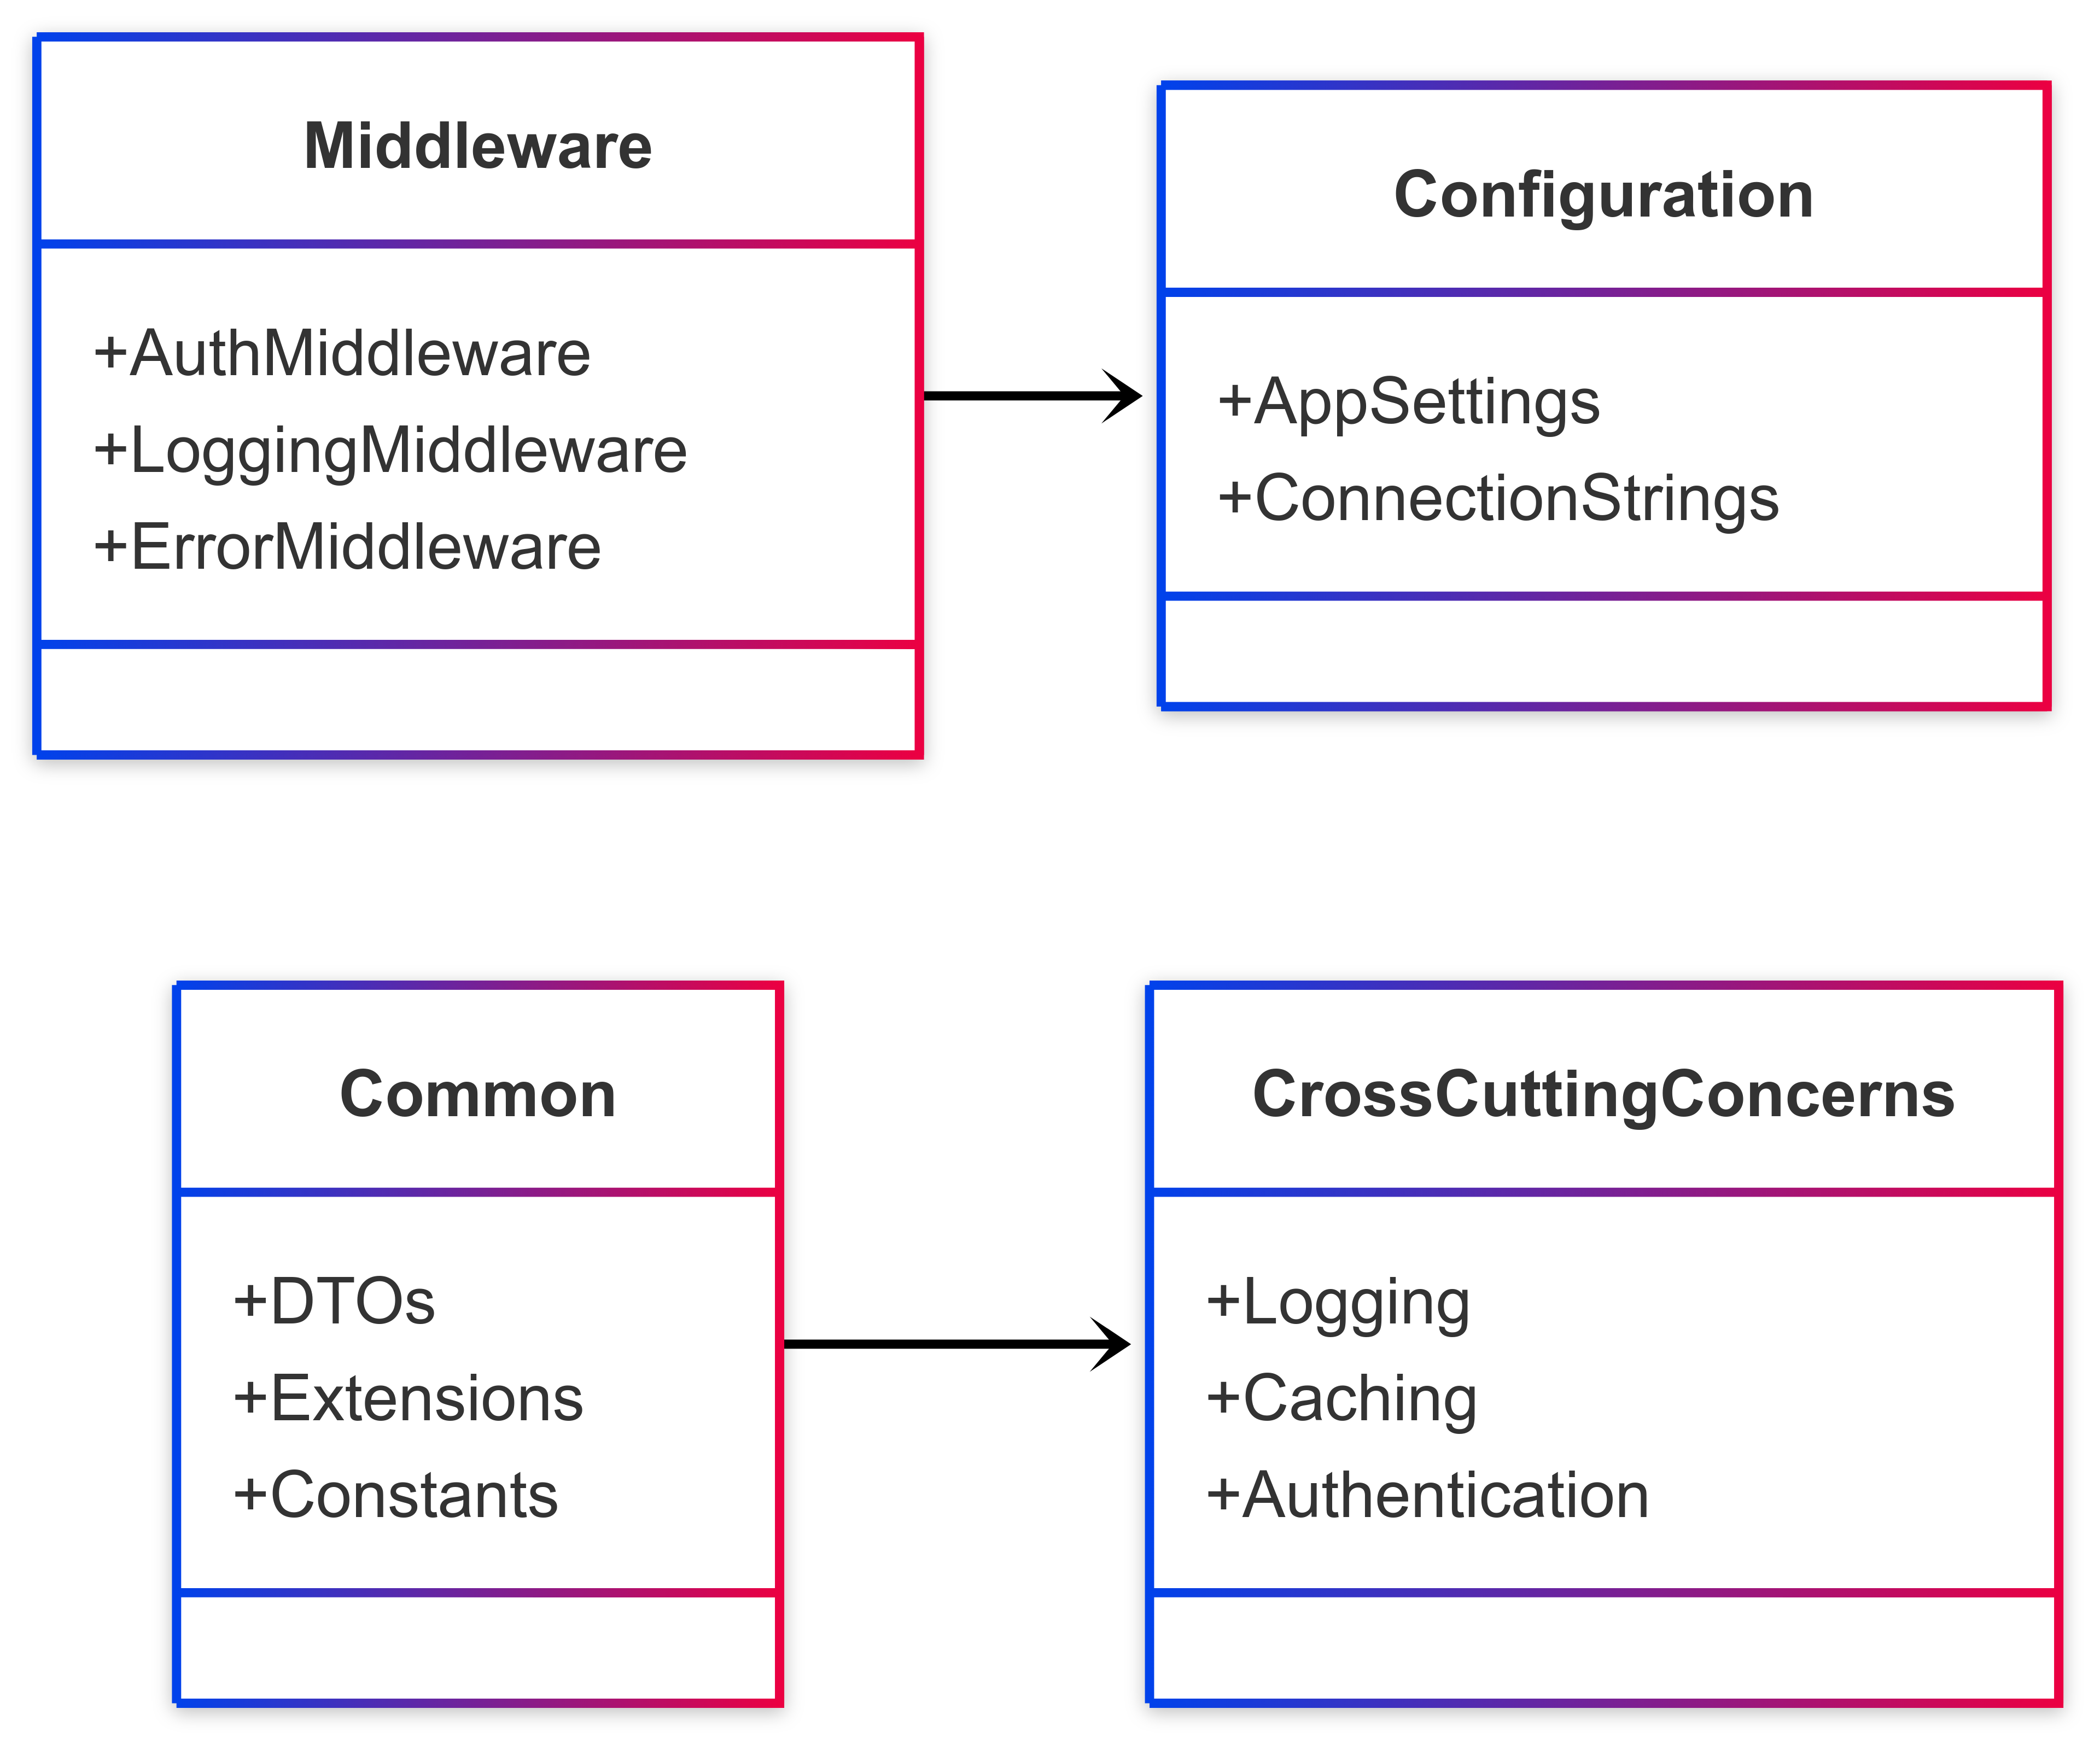 Middleware
+AuthMiddleware
+LoggingMiddleware
+ErrorMiddleware
Configuration
+AppSettings
+ConnectionStrings
Common
+DTOs
+Extensions
+Constants
CrossCuttingConcerns
+Logging
+Caching
+Authentication